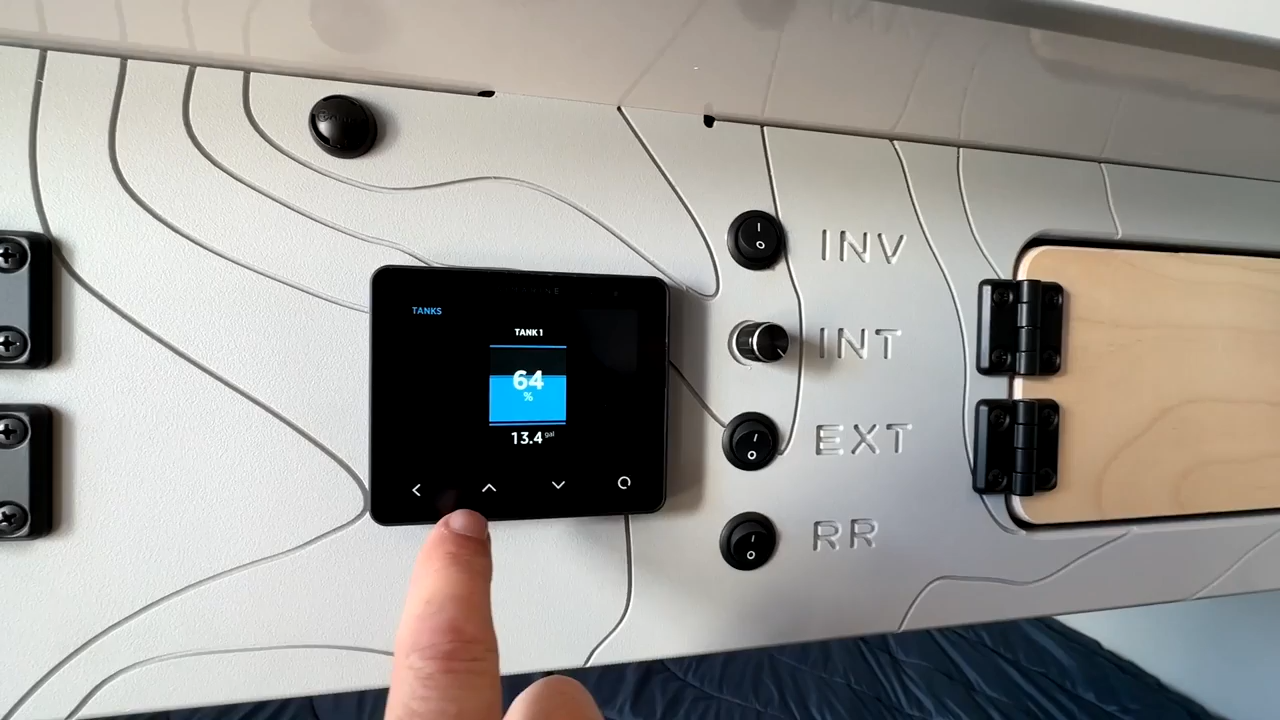 TANKS
TANK 1
64
%
13.4 gal
INV
INT
EXT
RR